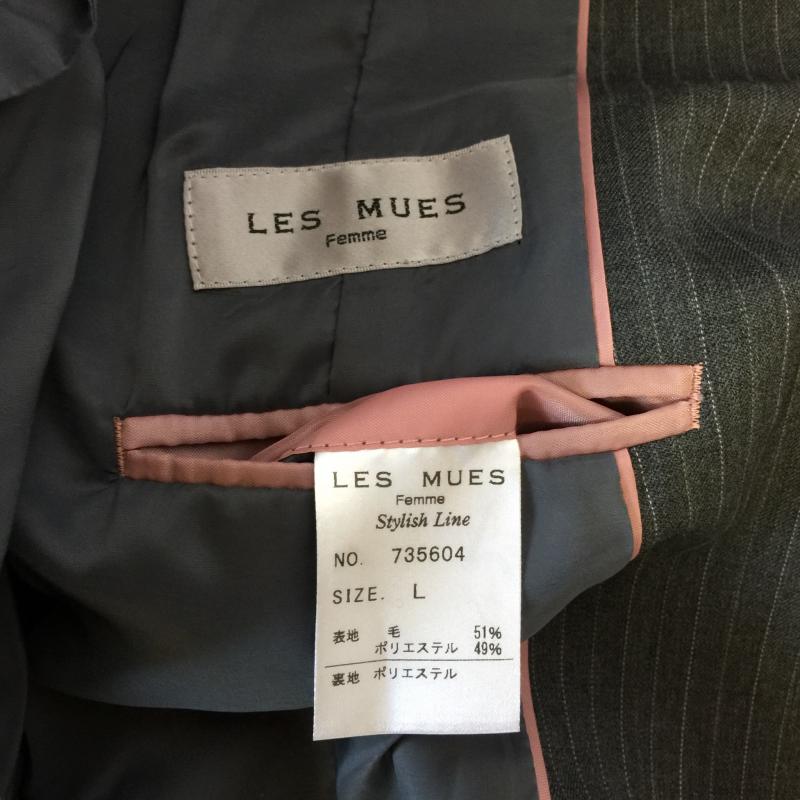 LES MUES
Femme
LES MUES
Femme
Stylish Line
NO. 735604
SIZE. L
表地 毛 51%
ポリエステル 49%
裏地 ポリエステル